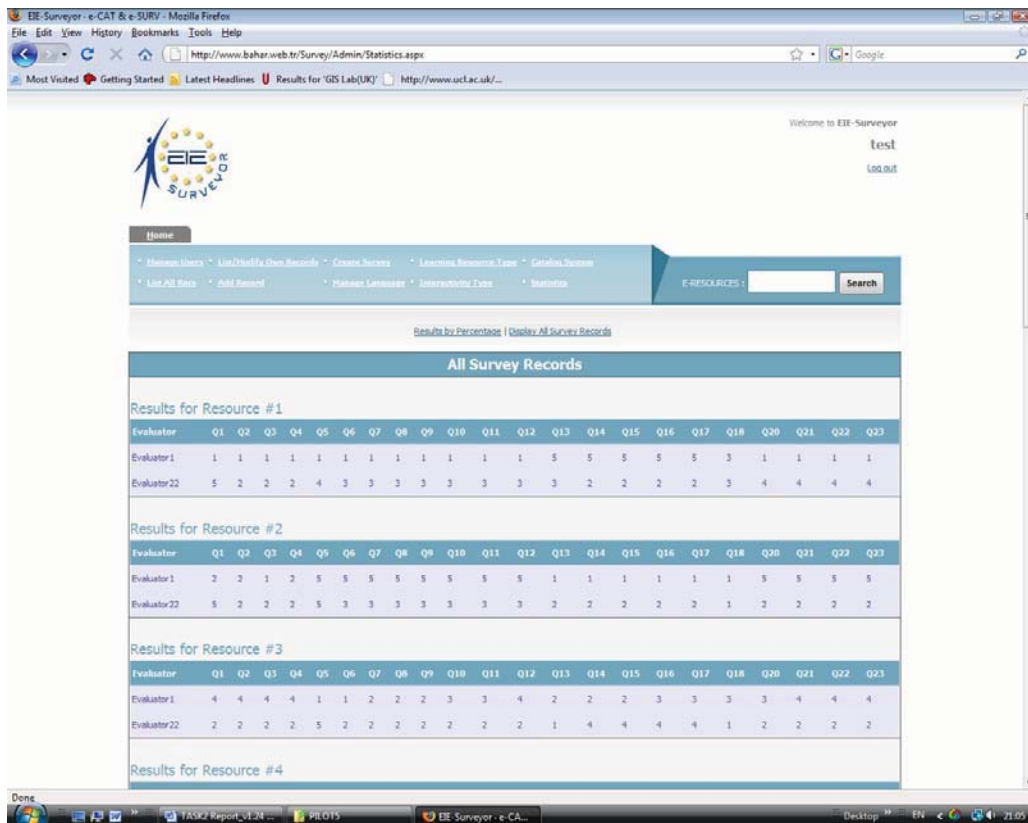 EIE-Surveyor - e-CAT & e-SURV - Mozilla Firefox
File Edit View History Bookmarks Tools Help
http://www.bahar.web.tr/Survey/Admin/Statistics.aspx
Google
Most Visited Getting Started Latest Headlines Results for 'GIS Lab(UK)' http://www.ucl.ac.uk/...
Welcome to EIE-Surveyor
test
Log out
EIE
SURVEYOR
Home
Manage Users List/Modify Own Records Create Survey Learning Resource Type Catalog System
List All Recs Add Record Manage Language Interactivity Type Statistics
E-RESOURCES : Search
Results by Percentage | Display All Survey Records
All Survey Records
Results for Resource #1
Evaluator Q1 Q2 Q3 Q4 Q5 Q6 Q7 Q8 Q9 Q10 Q11 Q12 Q13 Q14 Q15 Q16 Q17 Q18 Q20 Q21 Q22 Q23
Evaluator1 1 1 1 1 1 1 1 1 1 1 1 1 5 5 5 5 5 3 1 1 1 1
Evaluator22 5 2 2 2 4 3 3 3 3 3 3 3 3 2 2 2 2 3 4 4 4 4
Results for Resource #2
Evaluator Q1 Q2 Q3 Q4 Q5 Q6 Q7 Q8 Q9 Q10 Q11 Q12 Q13 Q14 Q15 Q16 Q17 Q18 Q20 Q21 Q22 Q23
Evaluator1 2 2 1 2 5 5 5 5 5 5 5 5 1 1 1 1 1 1 5 5 5 5
Evaluator22 5 2 2 2 5 3 3 3 3 3 3 3 2 2 2 2 2 1 2 2 2 2
Results for Resource #3
Evaluator Q1 Q2 Q3 Q4 Q5 Q6 Q7 Q8 Q9 Q10 Q11 Q12 Q13 Q14 Q15 Q16 Q17 Q18 Q20 Q21 Q22 Q23
Evaluator1 4 4 4 4 1 1 2 2 2 3 3 4 2 2 2 3 3 3 3 4 4 4
Evaluator22 2 2 2 2 5 2 2 2 2 2 2 2 1 4 4 4 4 1 2 2 2 2
Results for Resource #4
Done
TASK2 Report_v1.24 ... PILOTS EIE-Surveyor - e-CA... Desktop EN 21:05